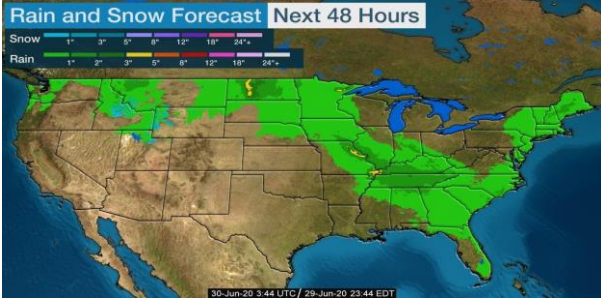 Rain and Snow Forecast Next 48 Hours
Snow 1" 3" 5" 8" 12" 18" 24"+
Rain 1" 2" 3" 5" 8" 12" 18" 24"+
30-Jun-20 3:44 UTC / 29-Jun-20 23:44 EDT